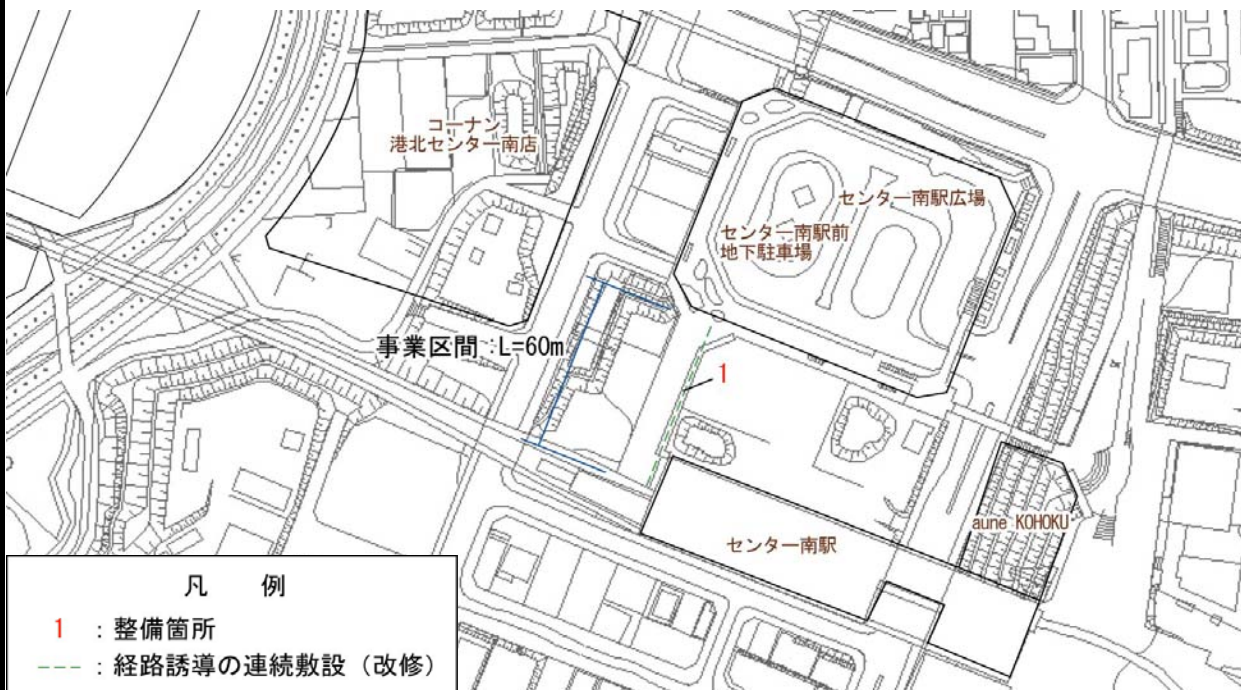 コーナン
港北センター南店
センター南駅広場
センター南駅前
地下駐車場
事業区間:L=60m
1
aune KOHOKU
センター南駅
凡 例
1 :整備箇所
--- :経路誘導の連続敷設（改修）